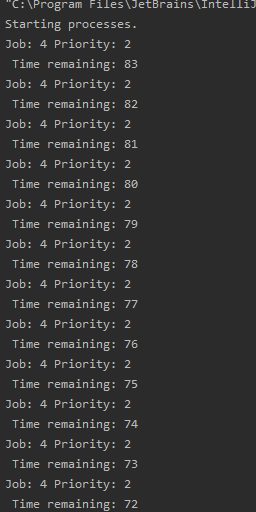 "C:\Program Files\JetBrains\IntelliJ
Starting processes.
Job: 4 Priority: 2
Time remaining: 83
Job: 4 Priority: 2
Time remaining: 82
Job: 4 Priority: 2
Time remaining: 81
Job: 4 Priority: 2
Time remaining: 80
Job: 4 Priority: 2
Time remaining: 79
Job: 4 Priority: 2
Time remaining: 78
Job: 4 Priority: 2
Time remaining: 77
Job: 4 Priority: 2
Time remaining: 76
Job: 4 Priority: 2
Time remaining: 75
Job: 4 Priority: 2
Time remaining: 74
Job: 4 Priority: 2
Time remaining: 73
Job: 4 Priority: 2
Time remaining: 72